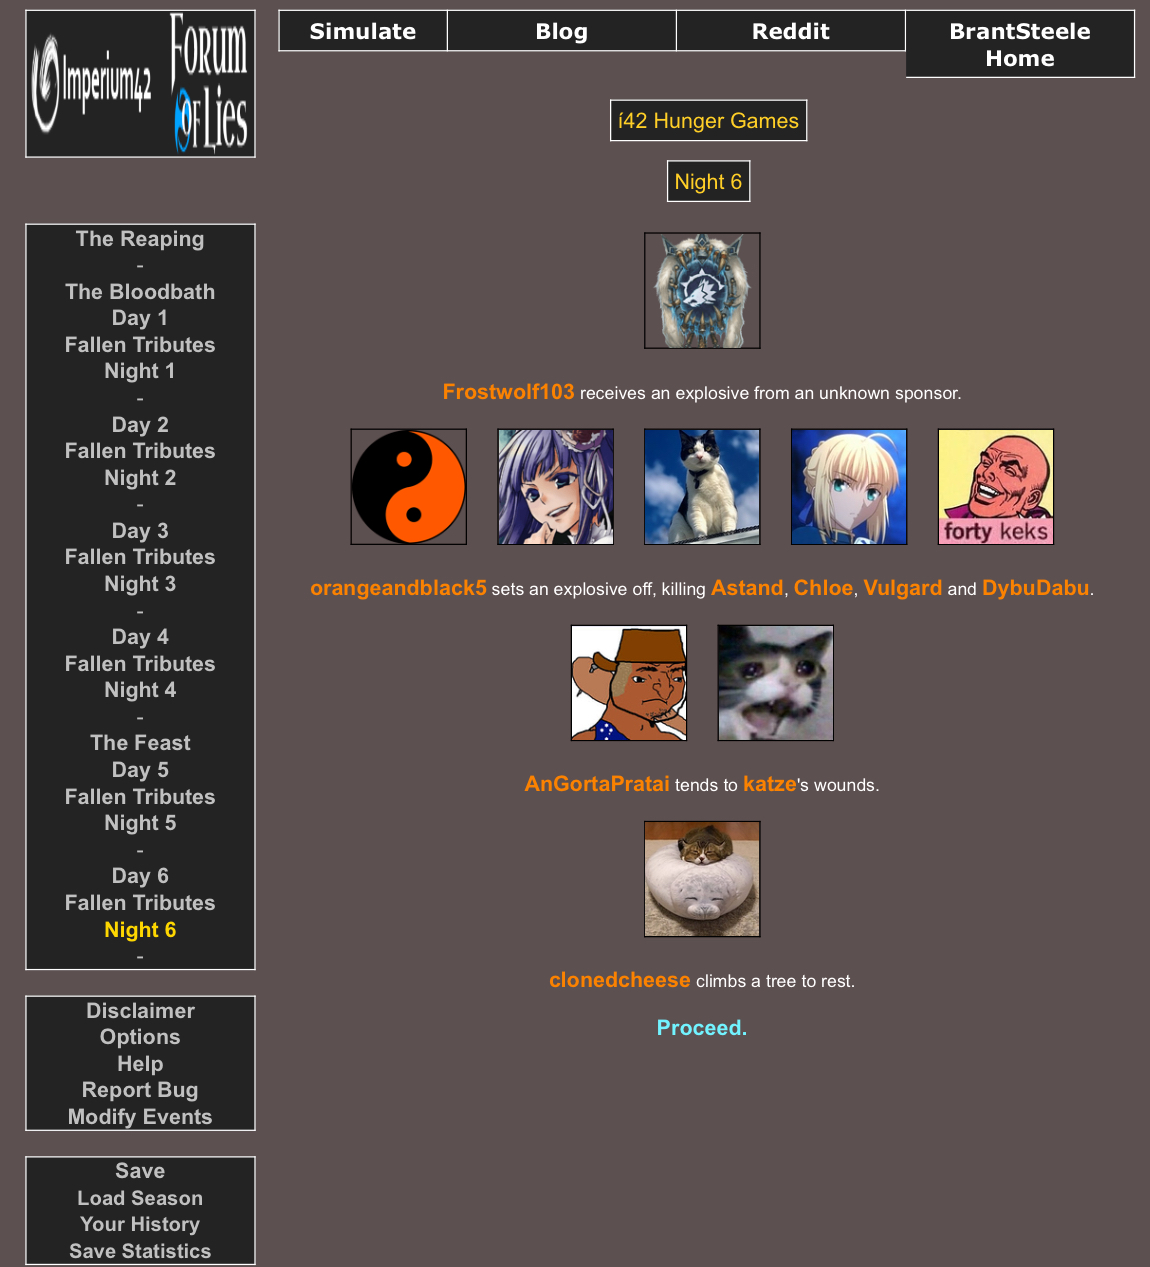 Imperium42
Forum
of Lies
Simulate
Blog
Reddit
BrantSteele
Home
í42 Hunger Games
Night 6
The Reaping
-
The Bloodbath
Day 1
Fallen Tributes
Night 1
-
Day 2
Fallen Tributes
Night 2
-
Day 3
Fallen Tributes
Night 3
-
Day 4
Fallen Tributes
Night 4
-
The Feast
Day 5
Fallen Tributes
Night 5
-
Day 6
Fallen Tributes
Night 6
-
Disclaimer
Options
Help
Report Bug
Modify Events
Save
Load Season
Your History
Save Statistics
Frostwolf103 receives an explosive from an unknown sponsor.
forty keks
orangeandblack5 sets an explosive off, killing Astand, Chloe, Vulgard and DybuDabu.
AnGortaPratai tends to katze's wounds.
clonedcheese climbs a tree to rest.
Proceed.